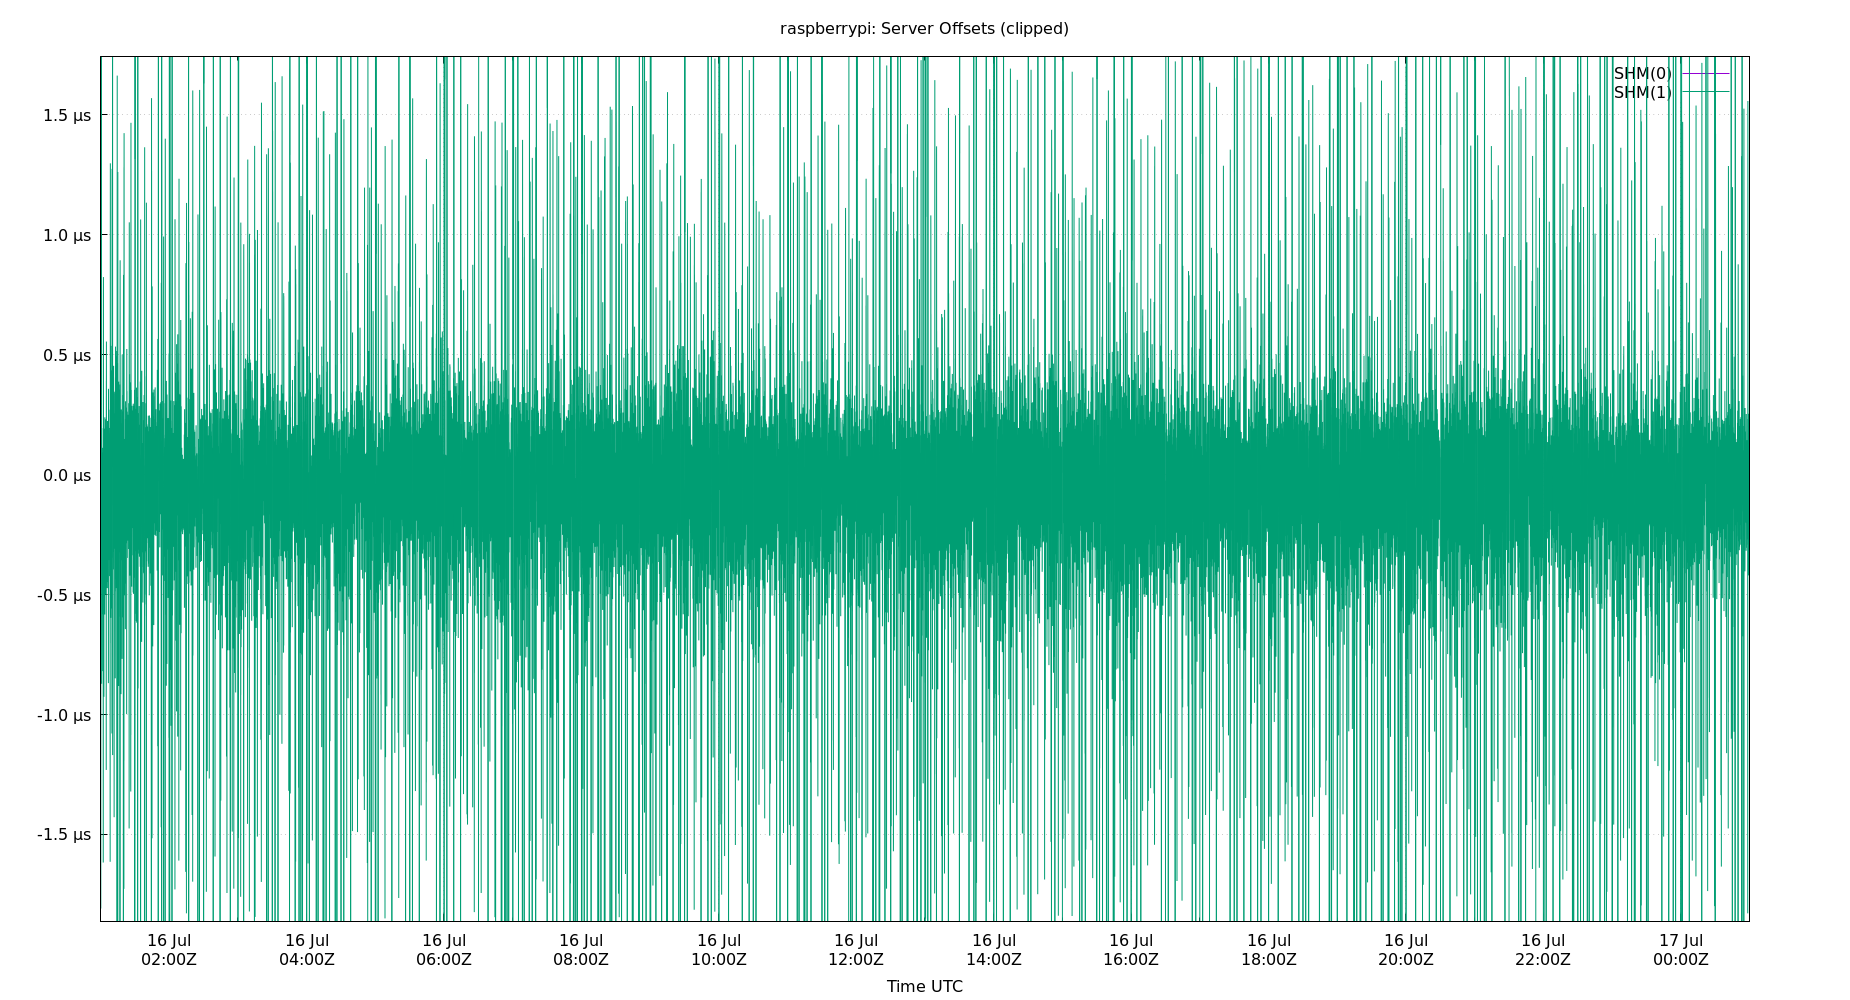 raspberrypi: Server Offsets (clipped)
SHM(0)
SHM(1)
1.5 µs
1.0 µs
0.5 µs
0.0 µs
-0.5 µs
-1.0 µs
-1.5 µs
16 Jul 16 Jul 16 Jul 16 Jul 16 Jul 16 Jul 16 Jul 16 Jul 16 Jul 16 Jul 16 Jul 17 Jul
02:00Z 04:00Z 06:00Z 08:00Z 10:00Z 12:00Z 14:00Z 16:00Z 18:00Z 20:00Z 22:00Z 00:00Z
Time UTC